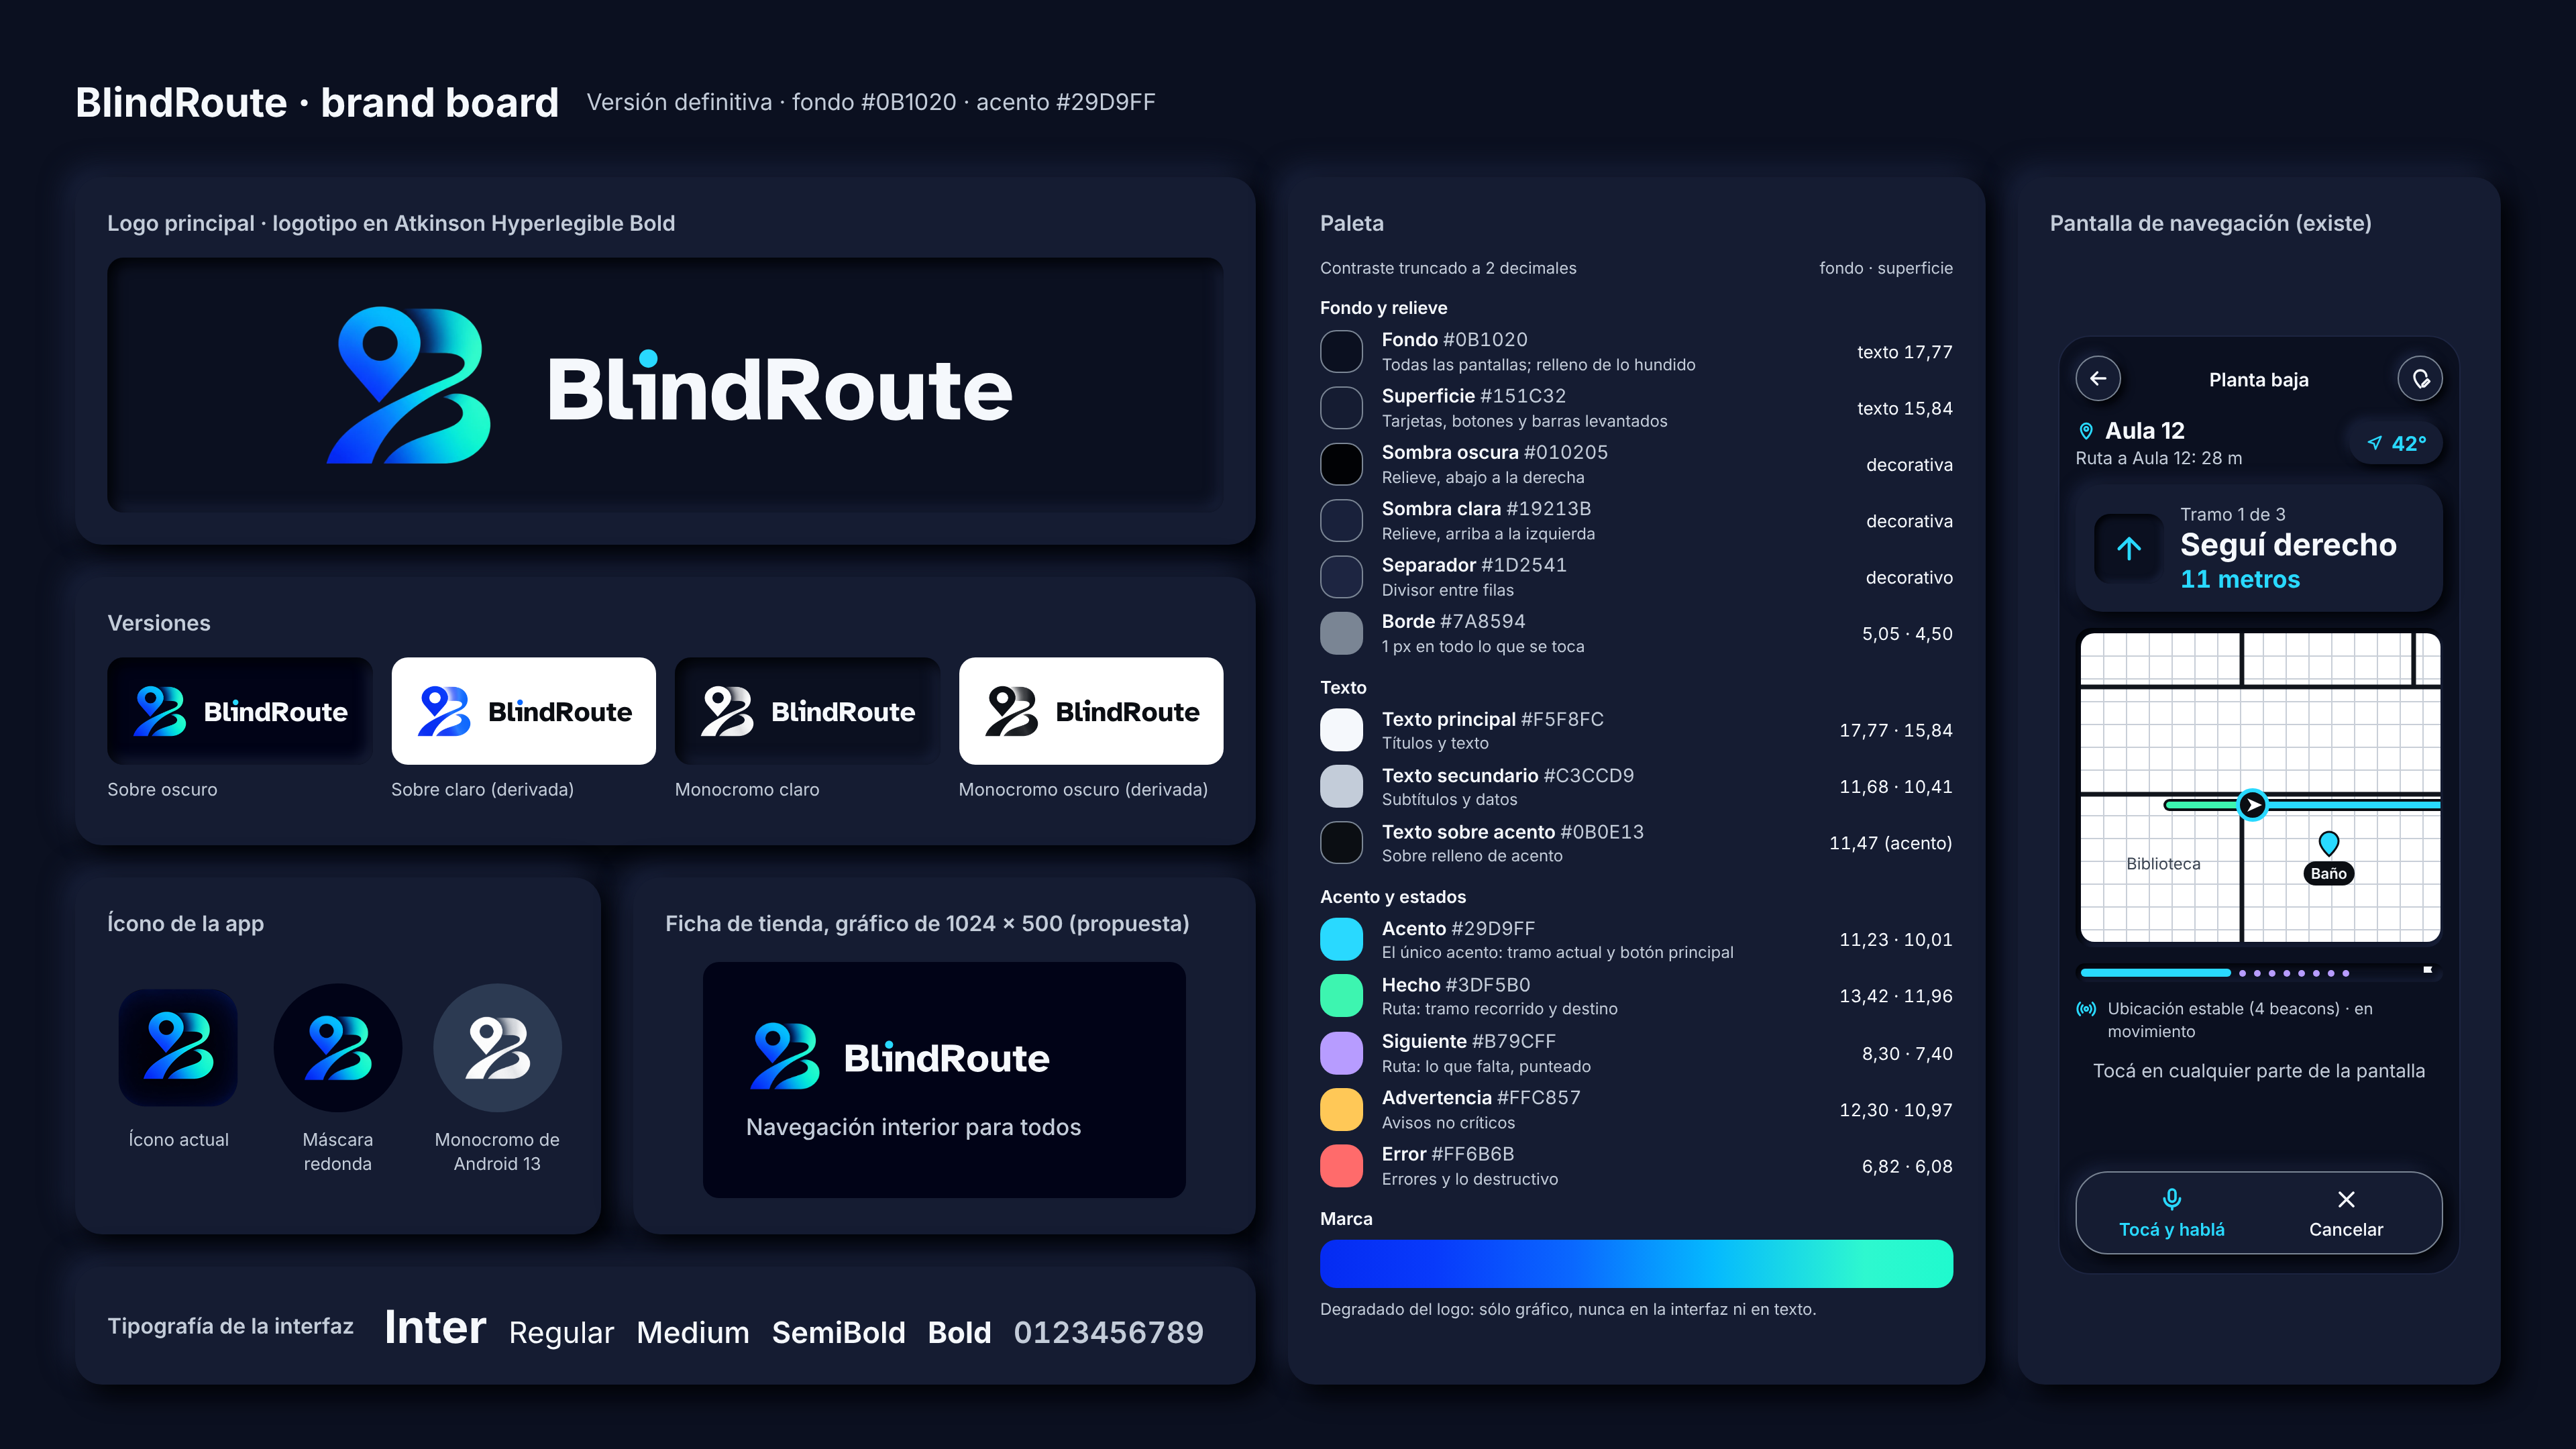 BlindRoute · brand board
Versión definitiva · fondo #0B1020 · acento #29D9FF
Logo principal · logotipo en Atkinson Hyperlegible Bold
BlindRoute
Versiones
BlindRoute
BlindRoute
BlindRoute
BlindRoute
Sobre oscuro
Sobre claro (derivada)
Monocromo claro
Monocromo oscuro (derivada)
Ícono de la app
Ícono actual
Máscara
redonda
Monocromo de
Android 13
Ficha de tienda, gráfico de 1024 × 500 (propuesta)
BlindRoute
Navegación interior para todos
Tipografía de la interfaz Inter Regular Medium SemiBold Bold 0123456789
Paleta
Contraste truncado a 2 decimales
fondo · superficie
Fondo y relieve
Fondo #0B1020
Todas las pantallas; relleno de lo hundido
texto 17,77
Superficie #151C32
Tarjetas, botones y barras levantados
texto 15,84
Sombra oscura #010205
Relieve, abajo a la derecha
decorativa
Sombra clara #19213B
Relieve, arriba a la izquierda
decorativa
Separador #1D2541
Divisor entre filas
decorativo
Borde #7A8594
1 px en todo lo que se toca
5,05 · 4,50
Texto
Texto principal #F5F8FC
Títulos y texto
17,77 · 15,84
Texto secundario #C3CCD9
Subtítulos y datos
11,68 · 10,41
Texto sobre acento #0B0E13
Sobre relleno de acento
11,47 (acento)
Acento y estados
Acento #29D9FF
El único acento: tramo actual y botón principal
11,23 · 10,01
Hecho #3DF5B0
Ruta: tramo recorrido y destino
13,42 · 11,96
Siguiente #B79CFF
Ruta: lo que falta, punteado
8,30 · 7,40
Advertencia #FFC857
Avisos no críticos
12,30 · 10,97
Error #FF6B6B
Errores y lo destructivo
6,82 · 6,08
Marca
Degradado del logo: sólo gráfico, nunca en la interfaz ni en texto.
Pantalla de navegación (existe)
Planta baja
Aula 12
Ruta a Aula 12: 28 m
42°
Tramo 1 de 3
Seguí derecho
11 metros
Biblioteca
Baño
Ubicación estable (4 beacons) · en
movimiento
Tocá en cualquier parte de la pantalla
Tocá y hablá
Cancelar